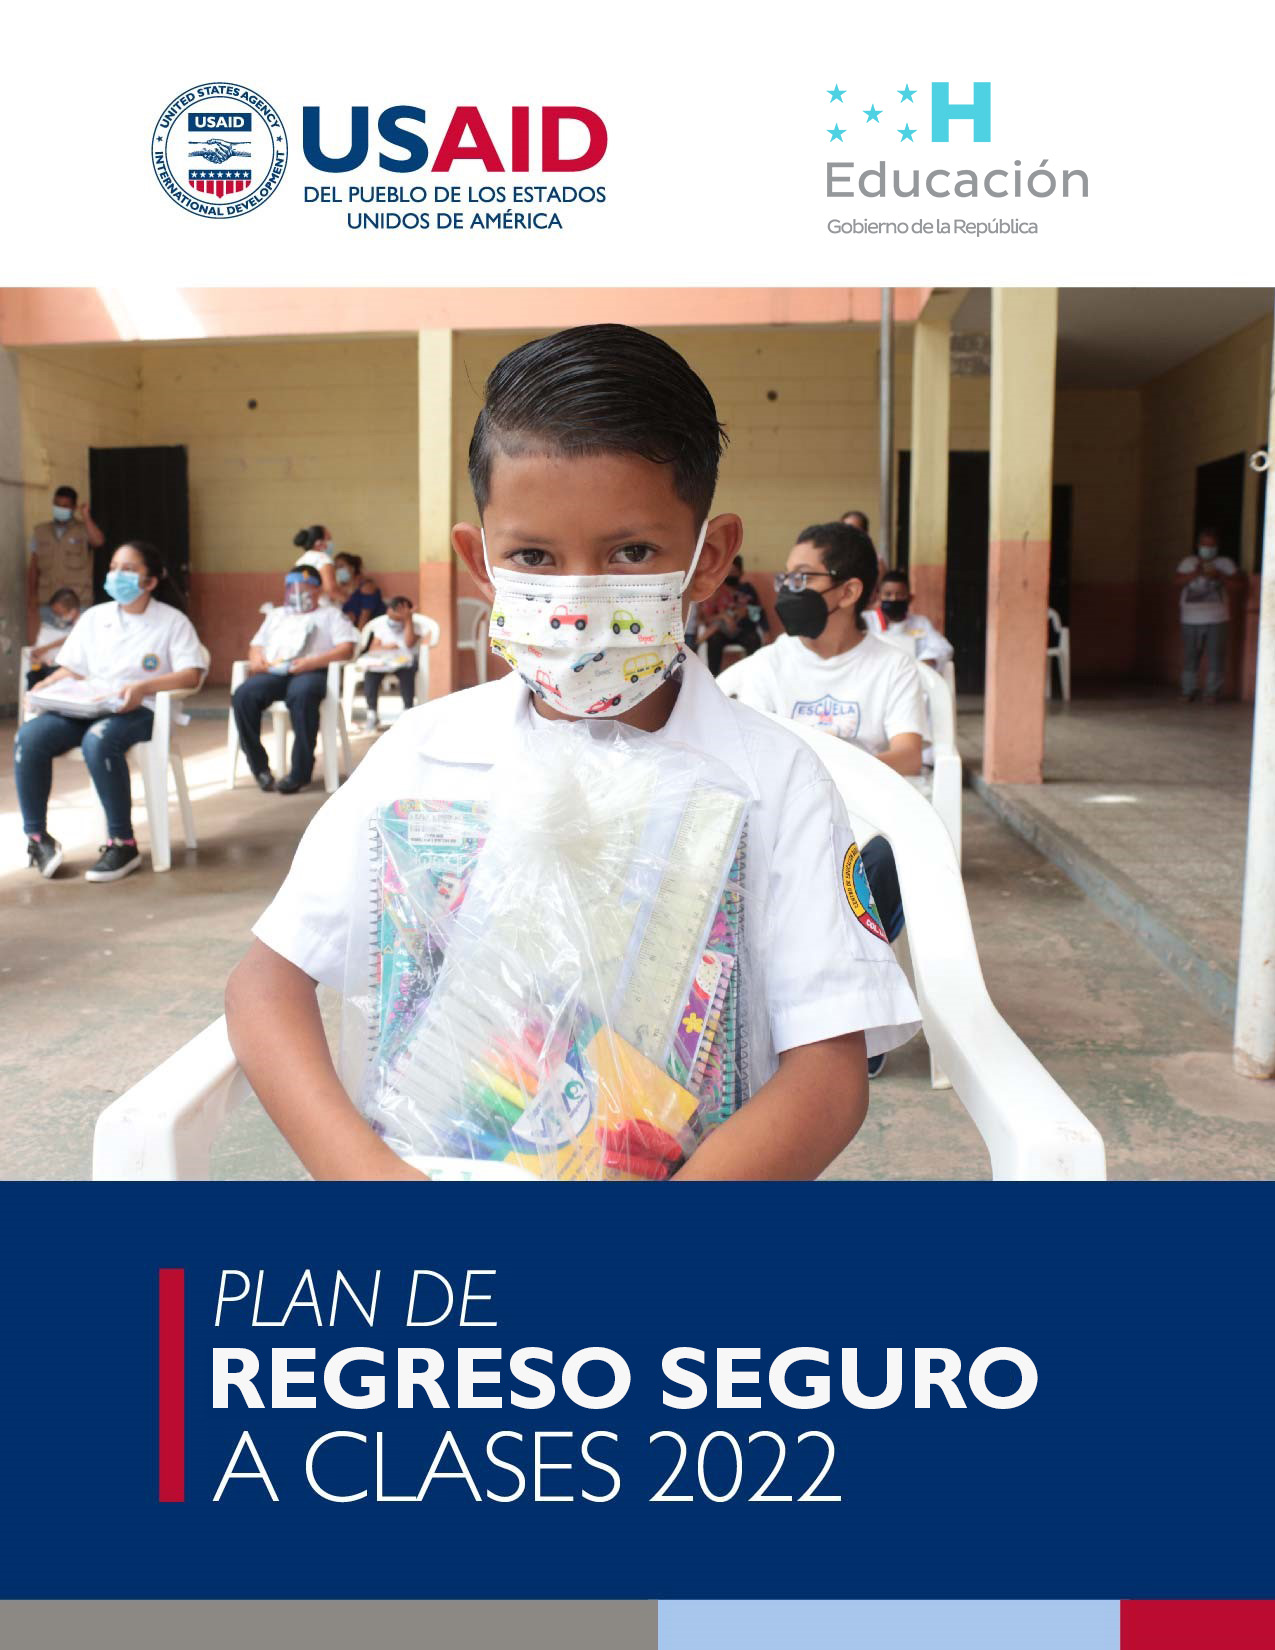 UNITED STATES AGENCY
USAID
INTERNATIONAL DEVELOPMENT
USAID
DEL PUEBLO DE LOS ESTADOS
UNIDOS DE AMÉRICA
H
Educación
Gobierno de la República
ESCUELA
PLAN DE
REGRESO SEGURO
A CLASES 2022